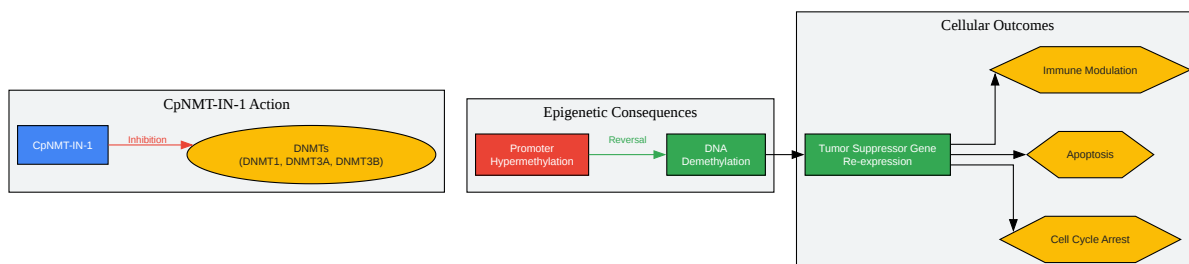 CpNMT-IN-1 Action
CpNMT-IN-1
Inhibition
DNMTs
(DNMT1, DNMT3A, DNMT3B)
Epigenetic Consequences
Promoter
Hypermethylation
Reversal
DNA
Demethylation
Cellular Outcomes
Tumor Suppressor Gene
Re-expression
Immune Modulation
Apoptosis
Cell Cycle Arrest